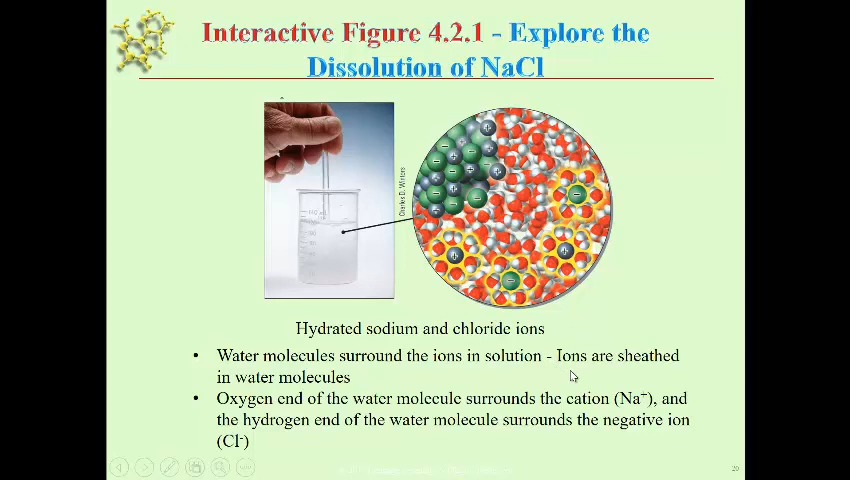 Interactive Figure 4.2.1 - Explore the
Dissolution of NaCl
Charles D. Winters
Hydrated sodium and chloride ions
• Water molecules surround the ions in solution - Ions are sheathed
in water molecules
• Oxygen end of the water molecule surrounds the cation (Na⁺), and
the hydrogen end of the water molecule surrounds the negative ion
(Cl⁻)
20